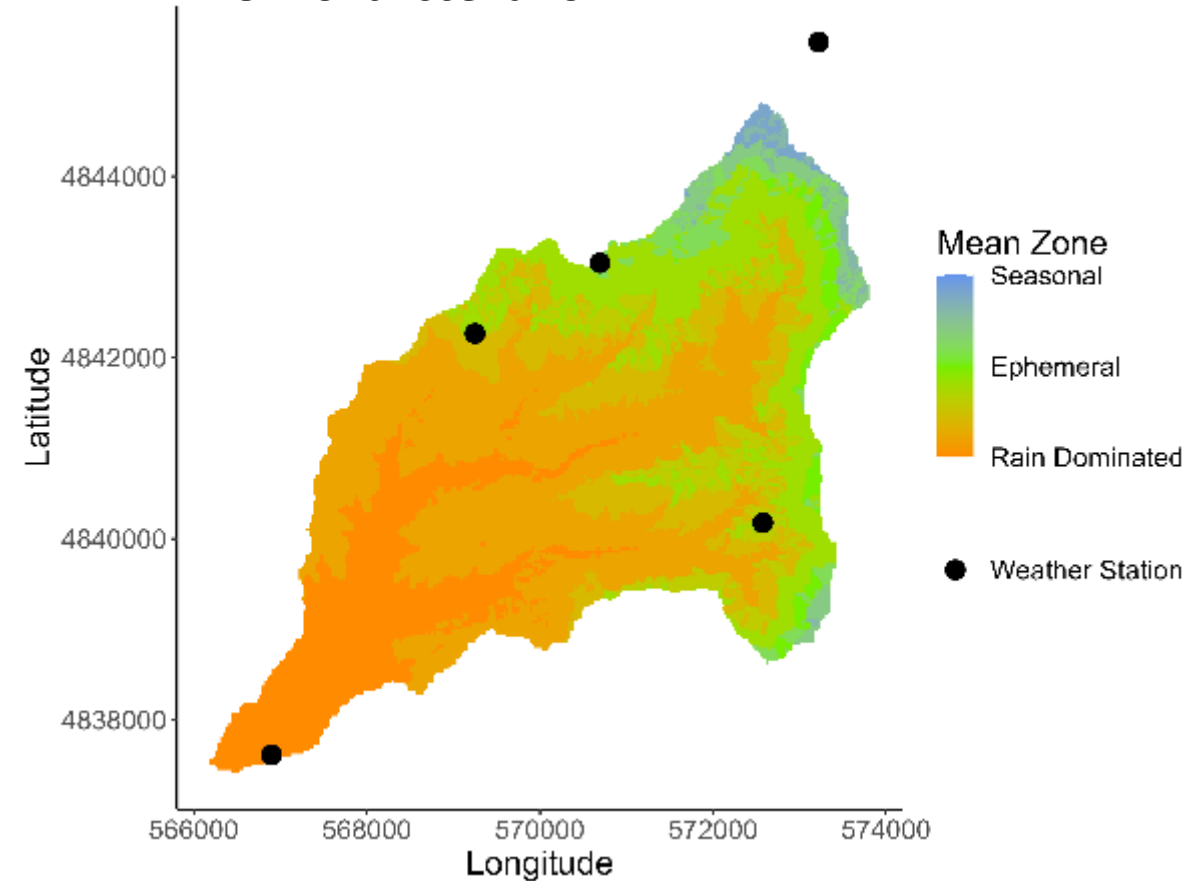 4844000
4842000
4840000
4838000
Latitude
566000
568000
570000
572000
574000
Longitude
Mean Zone
Seasonal
Ephemeral
Rain Dominated
Weather Station